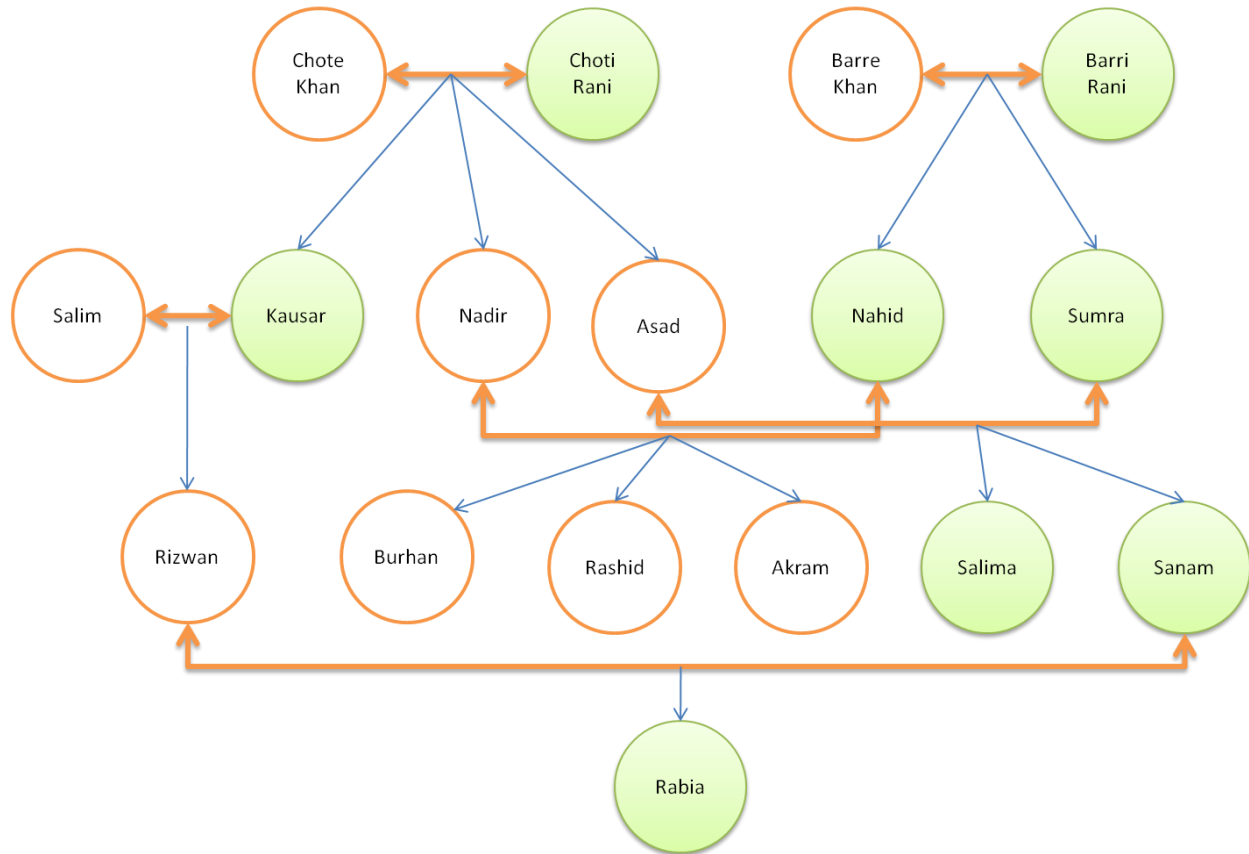 Chote
Khan
Choti
Rani
Barre
Khan
Barri
Rani
Salim
Kausar
Nadir
Asad
Nahid
Sumra
Rizwan
Burhan
Rashid
Akram
Salima
Sanam
Rabia